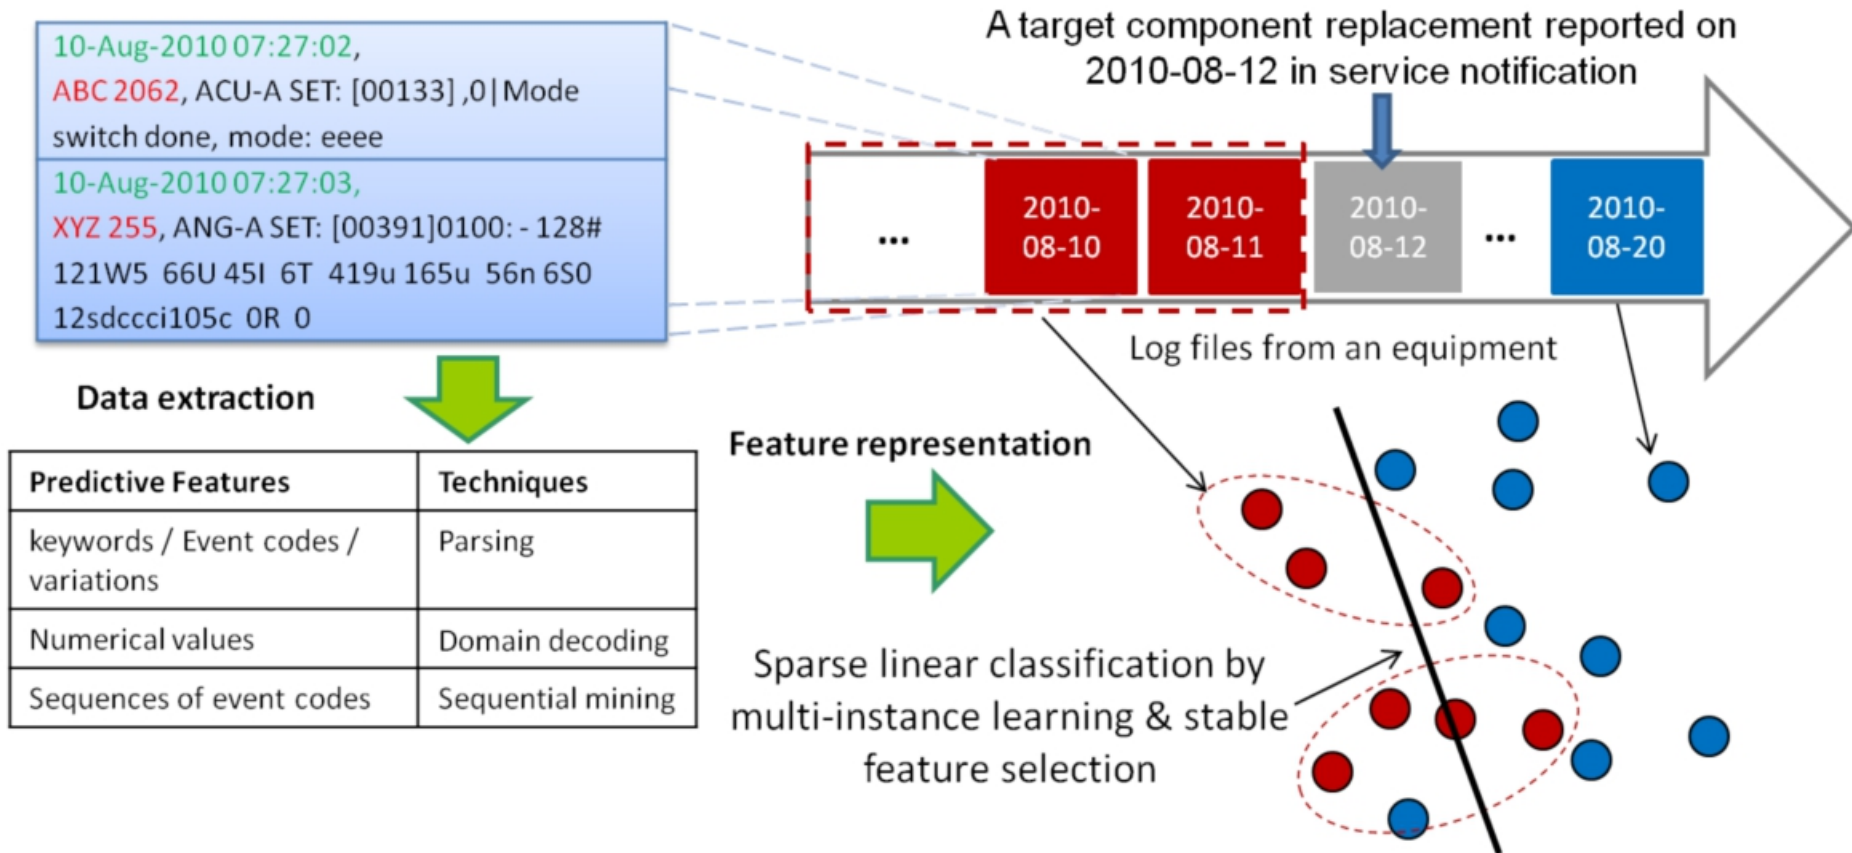 10-Aug-2010 07:27:02,
ABC 2062, ACU-A SET: [00133] ,0|Mode
switch done, mode: eeee
10-Aug-2010 07:27:03,
XYZ 255, ANG-A SET: [00391]0100: - 128#
121W5 66U 45I 6T 419u 165u 56n 6S0
12sdccci105c 0R 0
A target component replacement reported on
2010-08-12 in service notification
...
2010-
08-10
2010-
08-11
2010-
08-12
...
2010-
08-20
Log files from an equipment
Data extraction
Predictive Features
Techniques
keywords / Event codes /
variations
Parsing
Numerical values
Domain decoding
Sequences of event codes
Sequential mining
Feature representation
Sparse linear classification by
multi-instance learning & stable
feature selection